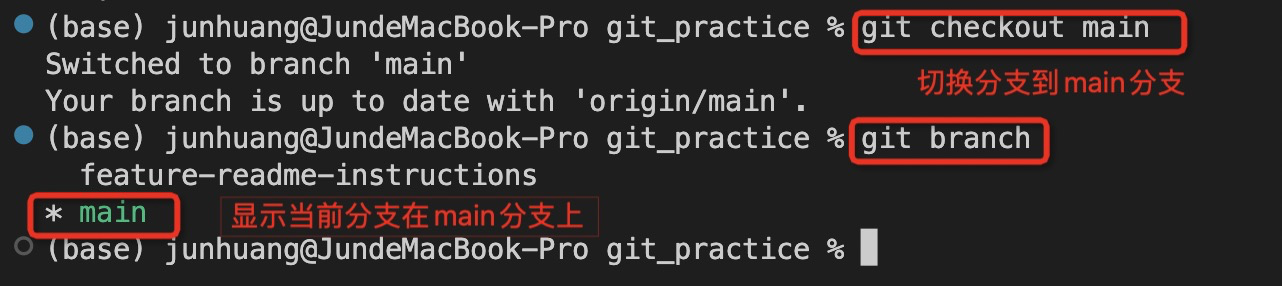 (base) junhuang@JundeMacBook-Pro git_practice % git checkout main
Switched to branch 'main'
切换分支到main分支
Your branch is up to date with 'origin/main'.
(base) junhuang@JundeMacBook-Pro git_practice % git branch
feature-readme-instructions
* main 显示当前分支在main分支上
(base) junhuang@JundeMacBook-Pro git_practice %